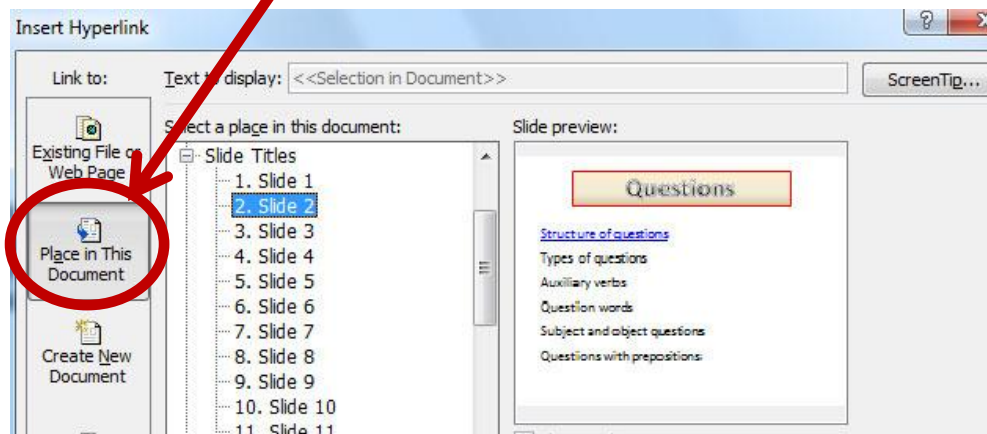 Insert Hyperlink
Link to:
Text to display: <<Selection in Document>>
ScreenTip...
Select a place in this document:
Slide preview:
Existing File or
Web Page
Place in This
Document
Create New
Document
Slide Titles
1. Slide 1
2. Slide 2
3. Slide 3
4. Slide 4
5. Slide 5
6. Slide 6
7. Slide 7
8. Slide 8
9. Slide 9
10. Slide 10
11. Slide 11
Questions
Structure of questions
Types of questions
Auxiliary verbs
Question words
Subject and object questions
Questions with prepositions